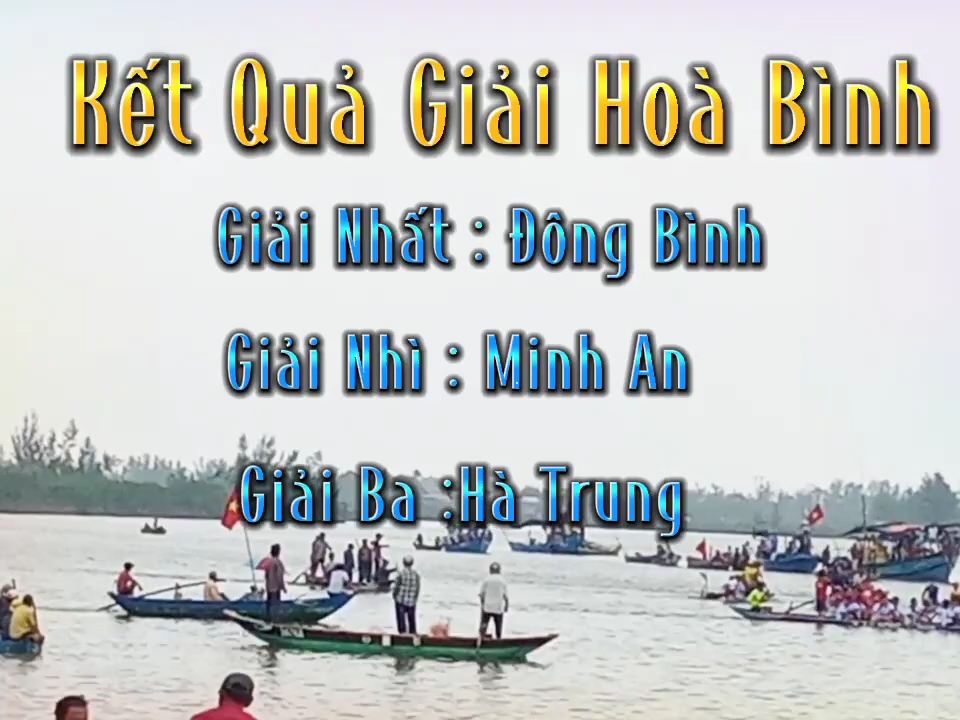 Kết Quả Giải Hoà Bình
Giải Nhất : Đông Bình
Giải Nhì : Minh An
Giải Ba :Hà Trung